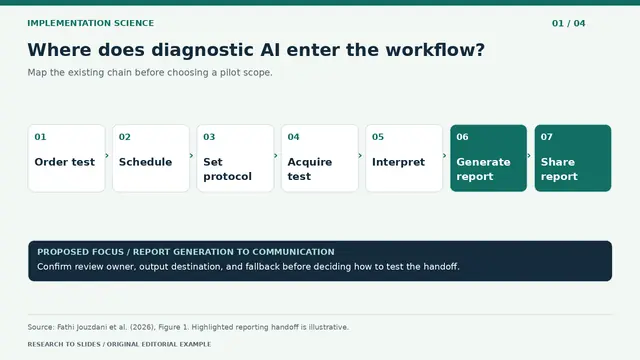 IMPLEMENTATION SCIENCE
01 / 04
Where does diagnostic AI enter the workflow?
Map the existing chain before choosing a pilot scope.
01
Order test
›
02
Schedule
›
03
Set
protocol
›
04
Acquire
test
›
05
Interpret
›
06
Generate
report
›
07
Share
report
PROPOSED FOCUS / REPORT GENERATION TO COMMUNICATION
Confirm review owner, output destination, and fallback before deciding how to test the handoff.
Source: Fathi Jouzdani et al. (2026), Figure 1. Highlighted reporting handoff is illustrative.
RESEARCH TO SLIDES / ORIGINAL EDITORIAL EXAMPLE